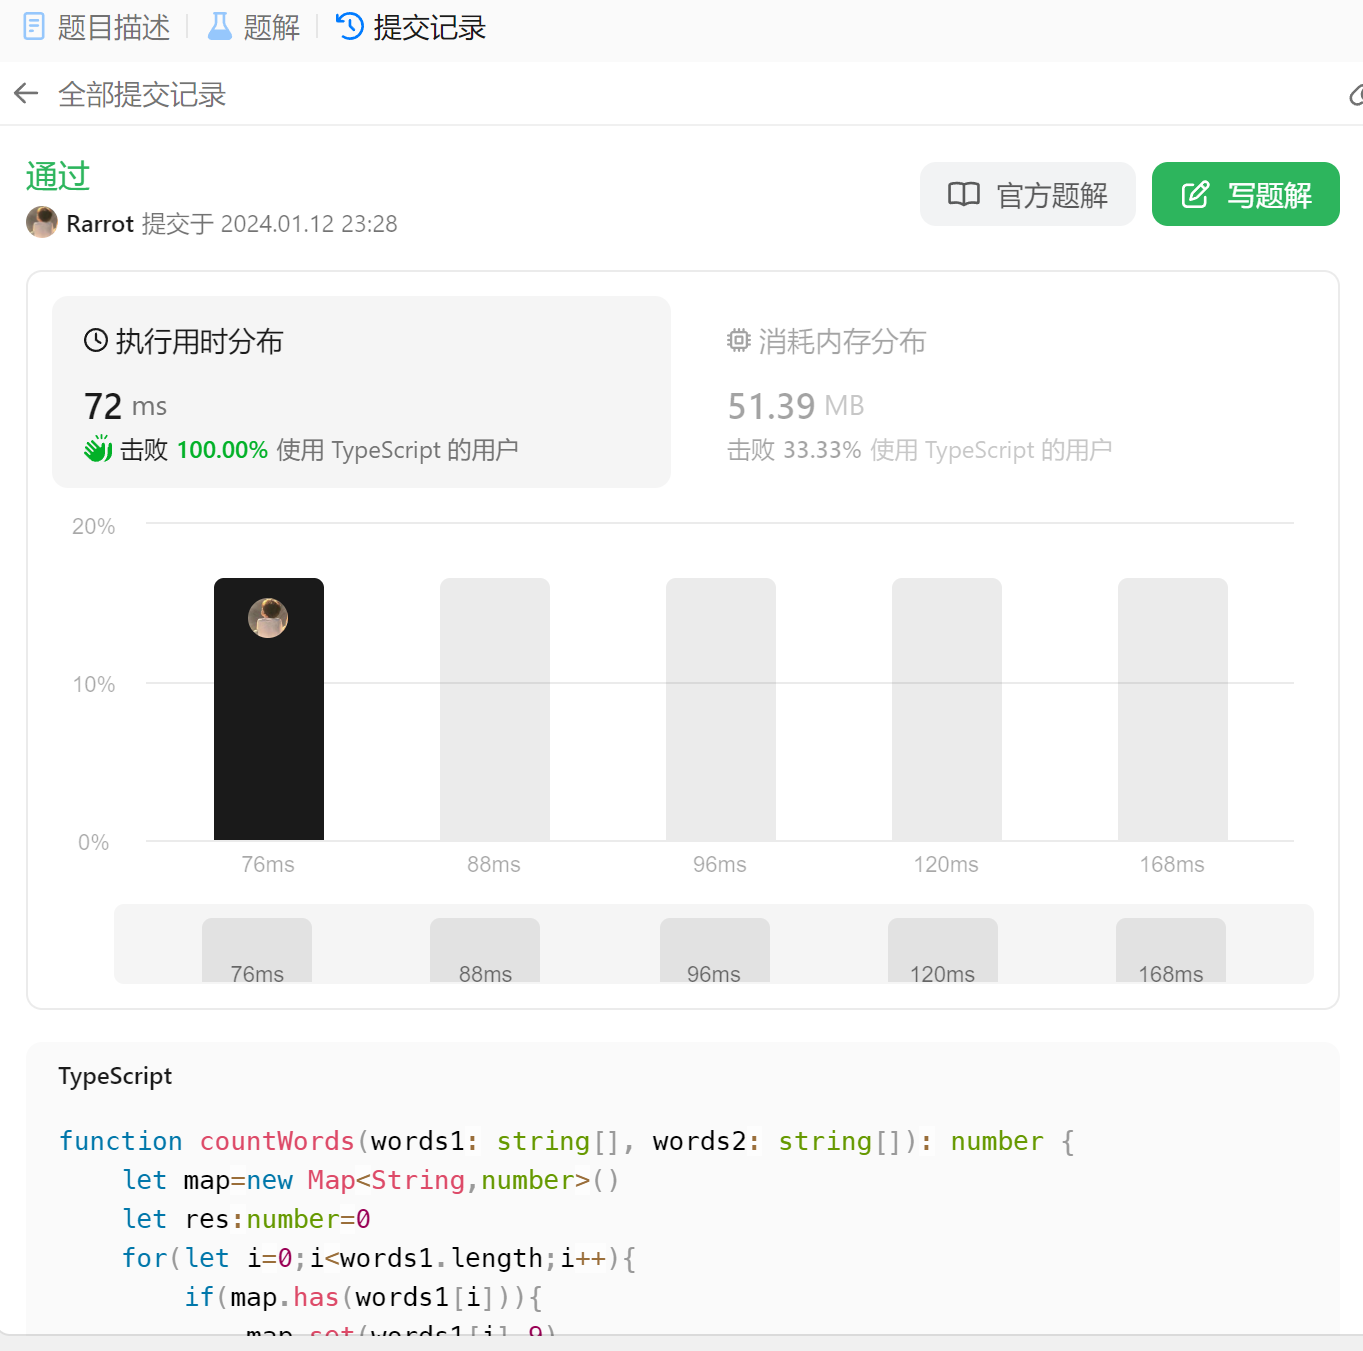 题目描述 题解 提交记录
全部提交记录
通过
官方题解 写题解
Rarrot 提交于 2024.01.12 23:28
执行用时分布
72 ms
击败 100.00% 使用 TypeScript 的用户
消耗内存分布
51.39 MB
击败 33.33% 使用 TypeScript 的用户
20%
10%
0%
76ms 88ms 96ms 120ms 168ms
76ms 88ms 96ms 120ms 168ms
TypeScript
function countWords(words1: string[], words2: string[]): number {
    let map=new Map<String,number>()
    let res:number=0
    for(let i=0;i<words1.length;i++){
        if(map.has(words1[i])){
            map.set(words1[i],9)